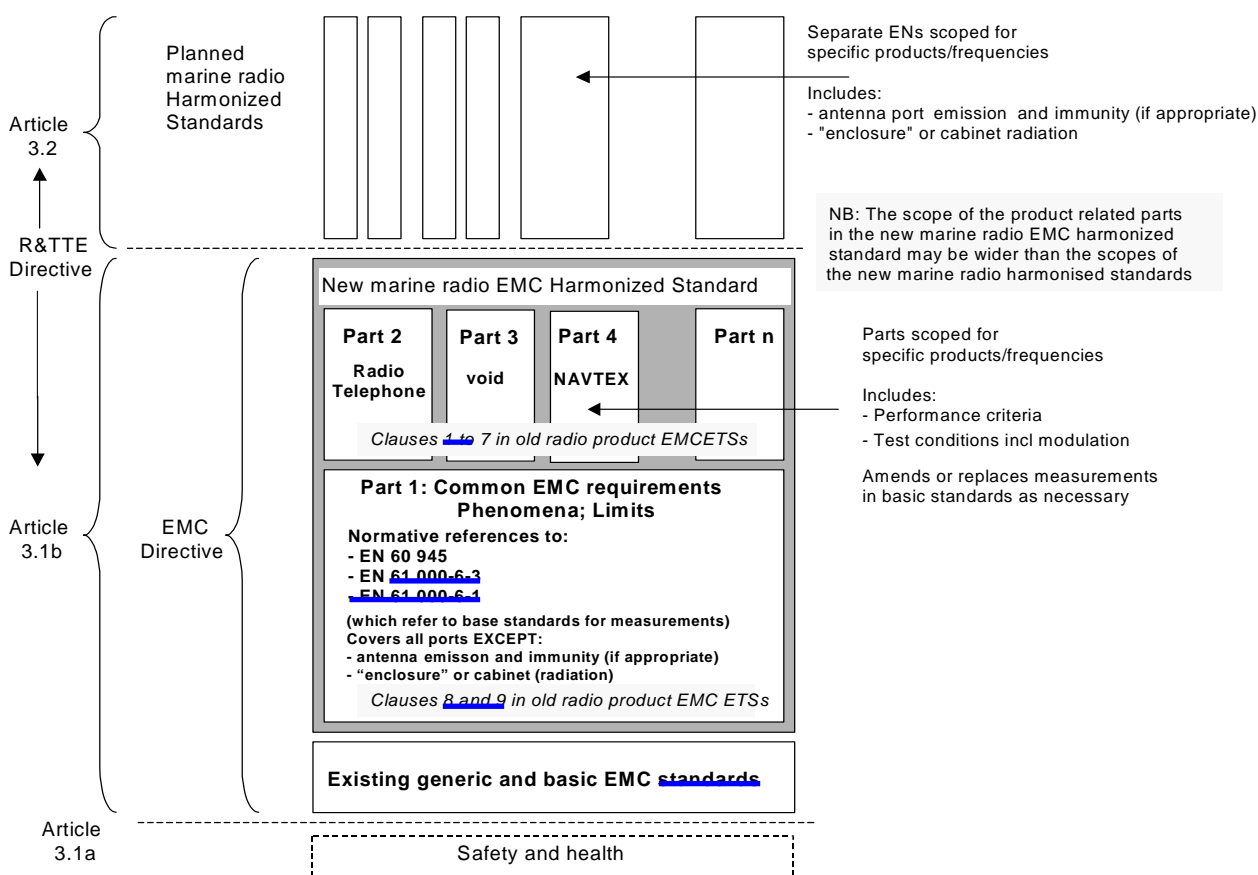 Planned
marine radio
Harmonized
Standards
Article
3.2
R&TTE
Directive
Article
3.1b
EMC
Directive
Article
3.1a
Separate ENs scoped for
specific products/frequencies
Includes:
- antenna port emission and immunity (if appropriate)
- "enclosure" or cabinet radiation
NB: The scope of the product related parts
in the new marine radio EMC harmonized
standard may be wider than the scopes of
the new marine radio harmonised standards
New marine radio EMC Harmonized Standard
Part 2
Radio
Telephone
Part 3
void
Part 4
NAVTEX
Part n
Clauses 1 to 7 in old radio product EMCETSs
Parts scoped for
specific products/frequencies
Includes:
- Performance criteria
- Test conditions incl modulation
Amends or replaces measurements
in basic standards as necessary
Part 1: Common EMC requirements
Phenomena; Limits
Normative references to:
- EN 60 945
- EN 61 000-6-3
- EN 61 000-6-1
(which refer to base standards for measurements)
Covers all ports EXCEPT:
- antenna emisson and immunity (if appropriate)
- “enclosure” or cabinet (radiation)
Clauses 8 and 9 in old radio product EMC ETSs
Existing generic and basic EMC standards
Safety and health